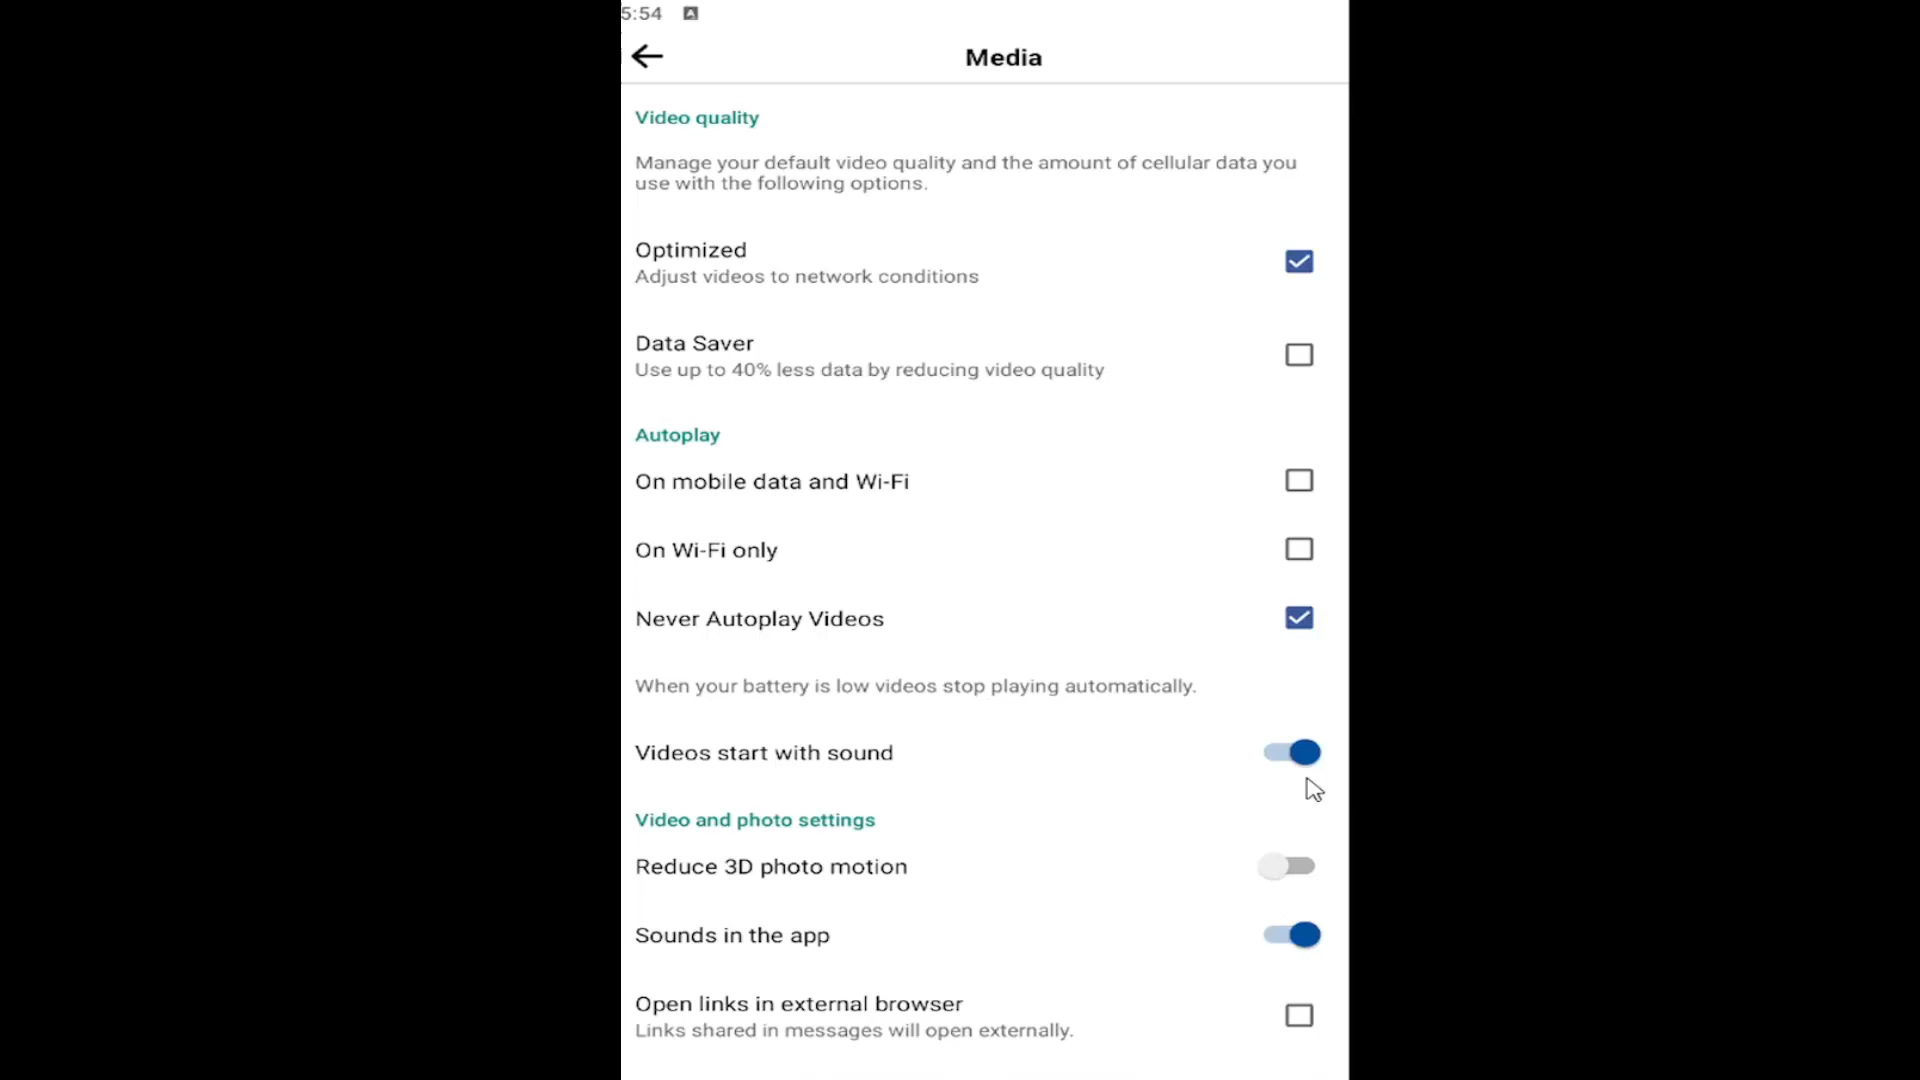 5:54
Media
Video quality
Manage your default video quality and the amount of cellular data you
use with the following options.
Optimized
Adjust videos to network conditions
Data Saver
Use up to 40% less data by reducing video quality
Autoplay
On mobile data and Wi-Fi
On Wi-Fi only
Never Autoplay Videos
When your battery is low videos stop playing automatically.
Videos start with sound
Video and photo settings
Reduce 3D photo motion
Sounds in the app
Open links in external browser
Links shared in messages will open externally.